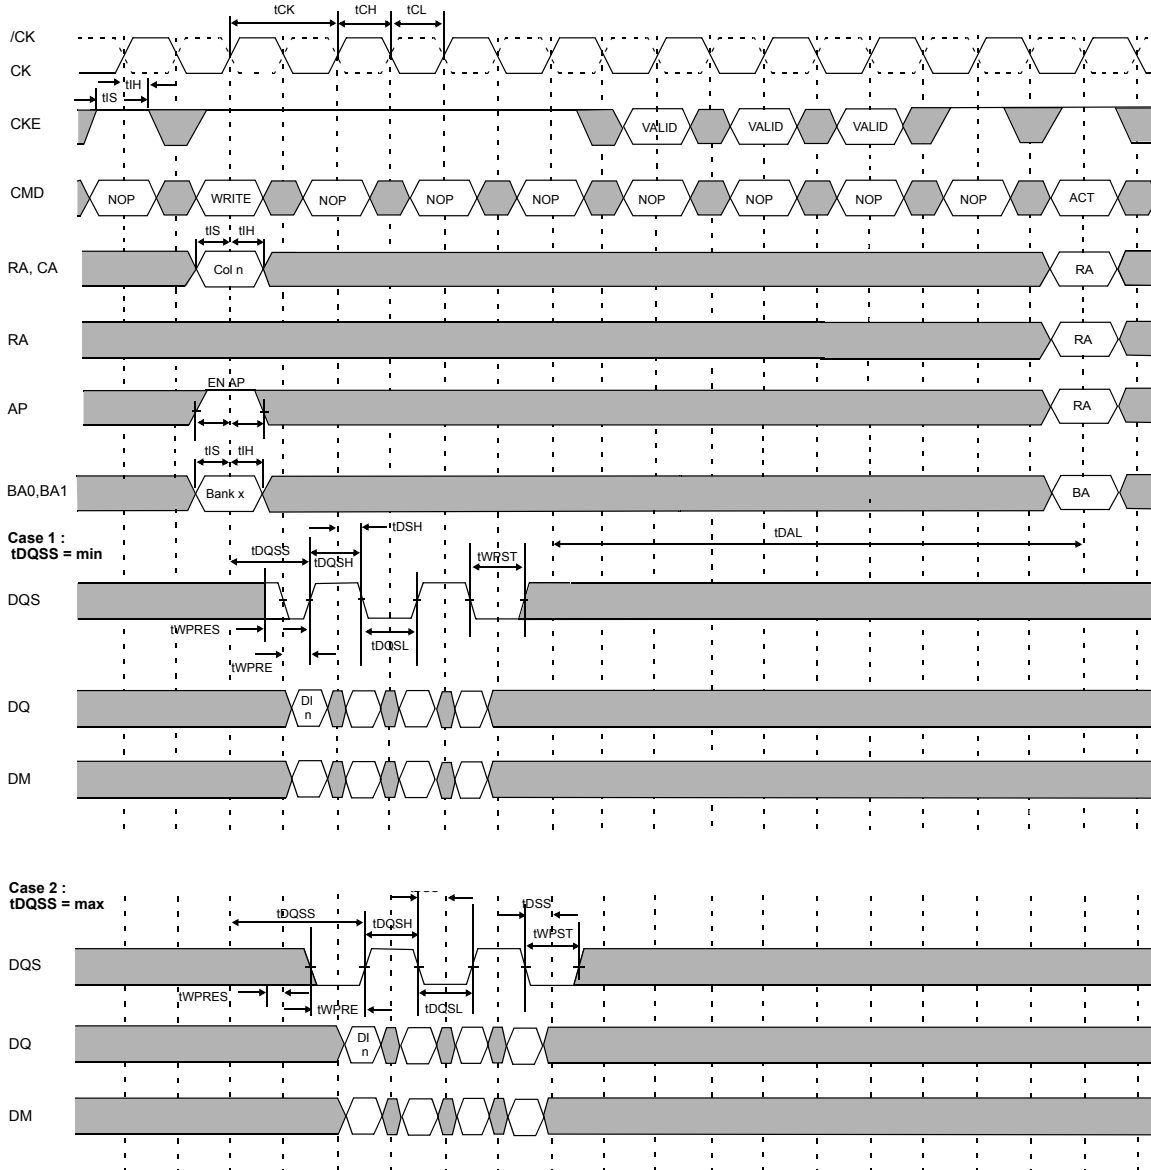 tCK tCH tCL
/CK
CK
tIH
tIS
CKE VALID VALID VALID
CMD NOP WRITE NOP NOP NOP NOP NOP NOP NOP ACT
tIS tIH
RA, CA Col n RA
RA RA
EN AP
AP RA
tIS tIH
BA0,BA1 Bank x BA
Case 1 :
tDQSS = min
tDSH tDAL
tDQSS tDQSH tWPST
DQS
tWPRES tDQSL
tWPRE
DQ DI
n
DM
Case 2 :
tDQSS = max
tDSS
tDQSS tDQSH tWPST
DQS
tWPRES tWPRE tDQSL
DQ DI
n
DM